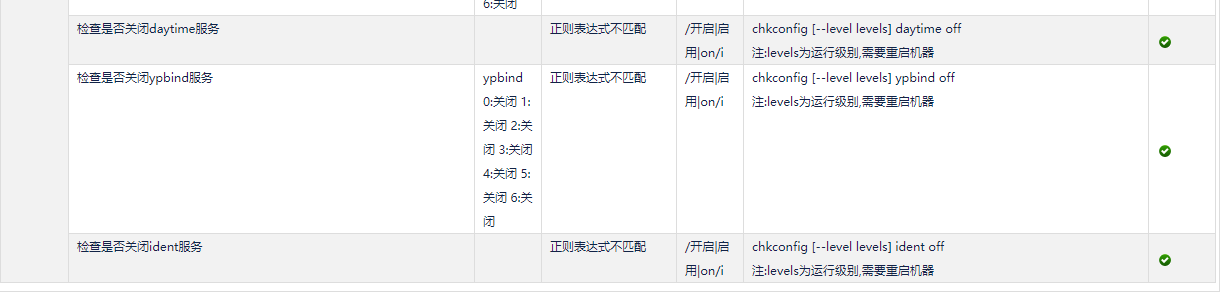 6:关闭
检查是否关闭daytime服务
正则表达式不匹配
/开启|启
用|on/i
chkconfig [--level levels] daytime off
注:levels为运行级别,需要重启机器
检查是否关闭ypbind服务
ypbind
0:关闭 1:
关闭 2:关
闭 3:关闭
4:关闭 5:
关闭 6:关
闭
正则表达式不匹配
/开启|启
用|on/i
chkconfig [--level levels] ypbind off
注:levels为运行级别,需要重启机器
检查是否关闭ident服务
正则表达式不匹配
/开启|启
用|on/i
chkconfig [--level levels] ident off
注:levels为运行级别,需要重启机器